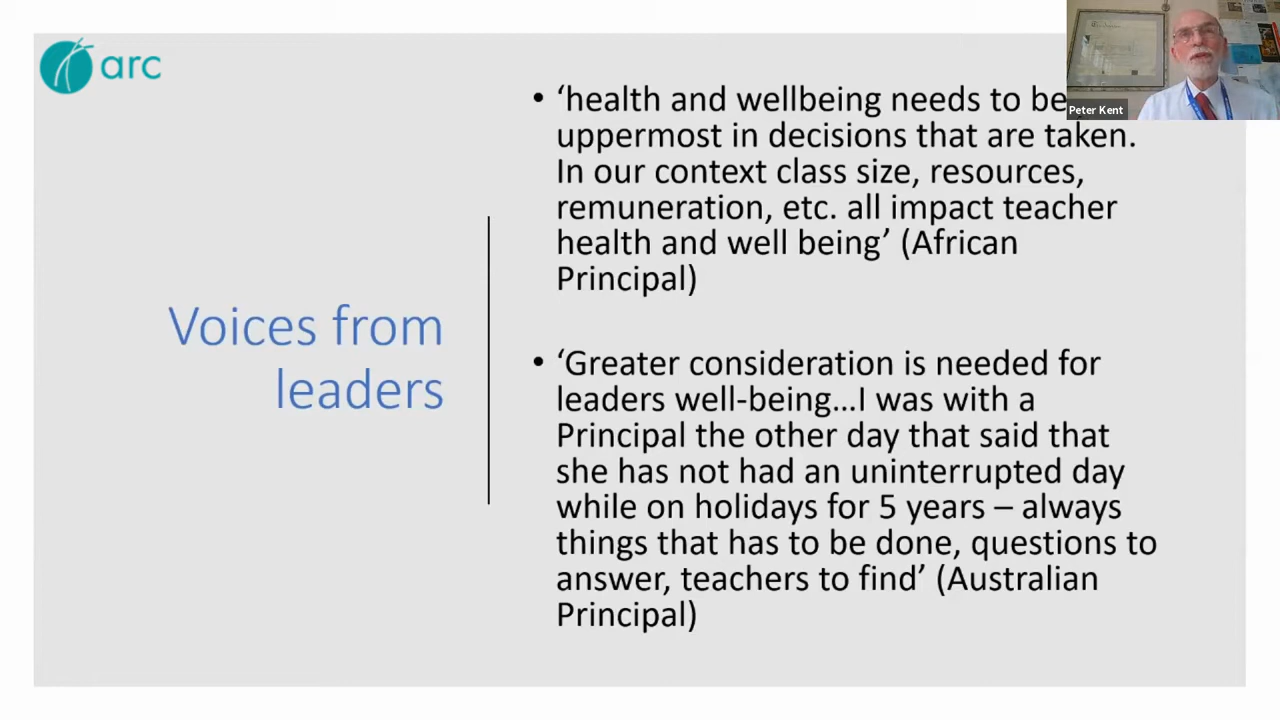 arc
Peter Kent
Voices from
leaders
• ‘health and wellbeing needs to be
uppermost in decisions that are taken.
In our context class size, resources,
remuneration, etc. all impact teacher
health and well being’ (African
Principal)
• ‘Greater consideration is needed for
leaders well-being…I was with a
Principal the other day that said that
she has not had an uninterrupted day
while on holidays for 5 years – always
things that has to be done, questions to
answer, teachers to find’ (Australian
Principal)